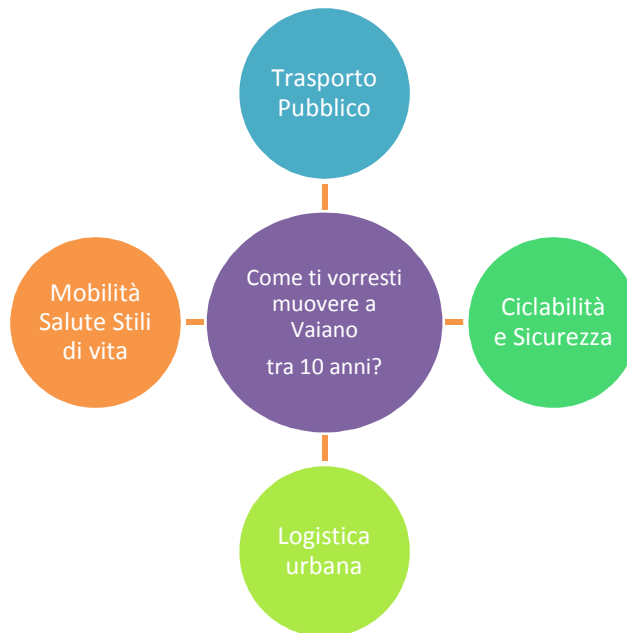 Trasporto
Pubblico
Come ti vorresti
muovere a
Vaiano
tra 10 anni?
Mobilità
Salute Stili
di vita
Ciclabilità
e Sicurezza
Logistica
urbana